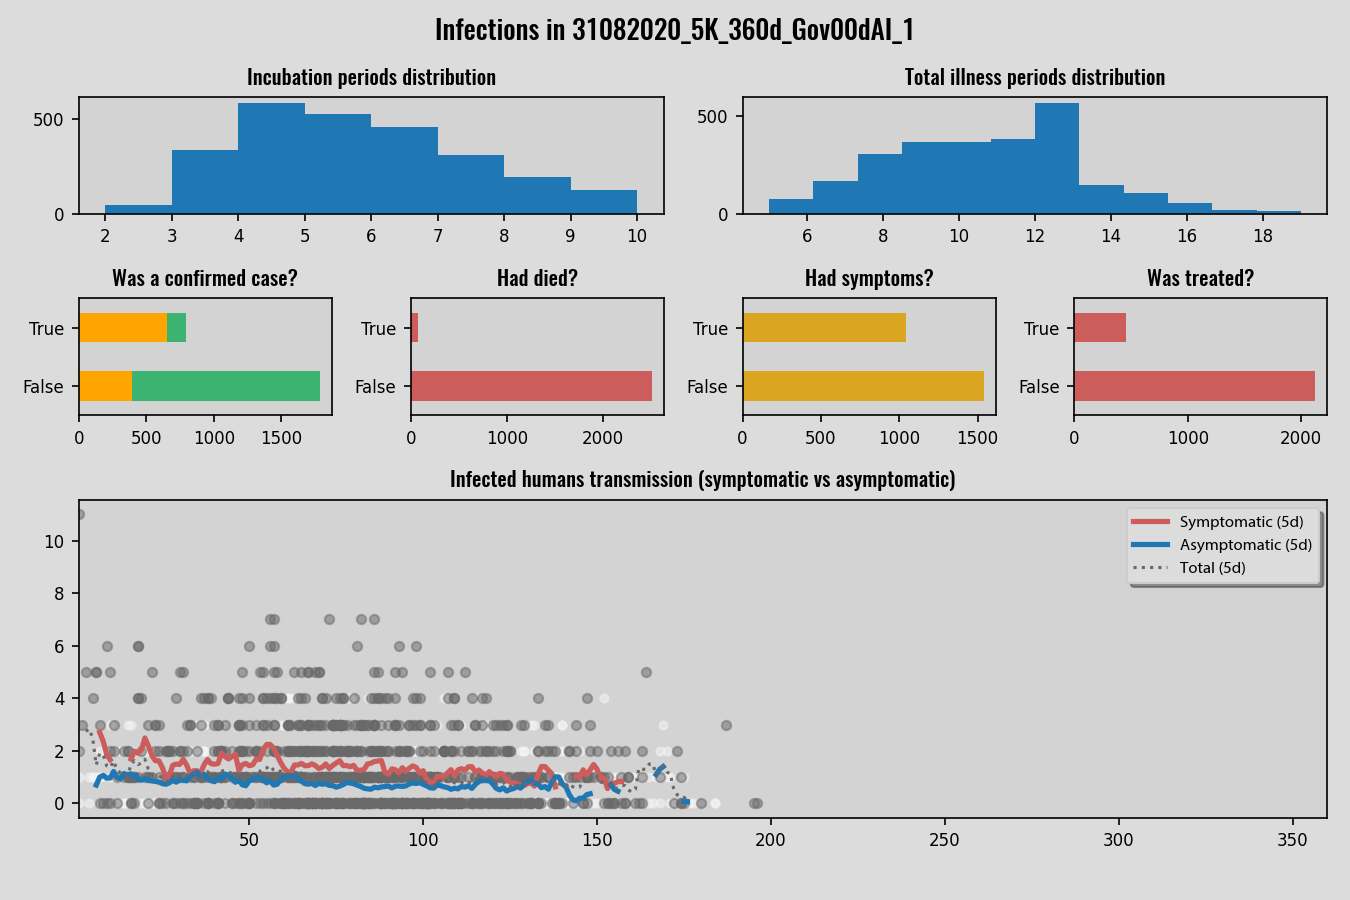 Infections in 31082020_5K_360d_Gov00dAI_1
Incubation periods distribution
Total illness periods distribution
500
0
2 3 4 5 6 7 8 9 10
500
0
6 8 10 12 14 16 18
Was a confirmed case?
Had died?
Had symptoms?
Was treated?
True
False
0 500 1000 1500
True
False
0 1000 2000
True
False
0 500 1000 1500
True
False
0 1000 2000
Infected humans transmission (symptomatic vs asymptomatic)
Symptomatic (5d)
Asymptomatic (5d)
Total (5d)
10
8
6
4
2
0
50 100 150 200 250 300 350